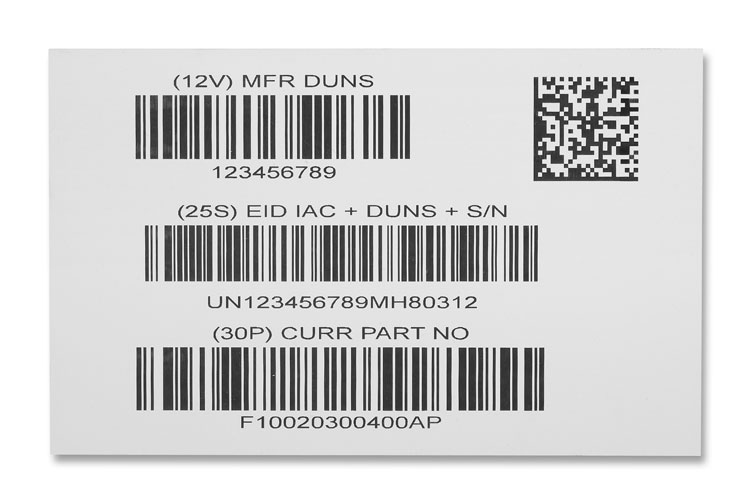 (12V) MFR DUNS
123456789
(25S) EID IAC + DUNS + S/N
UN123456789MH80312
(30P) CURR PART NO
F10020300400AP